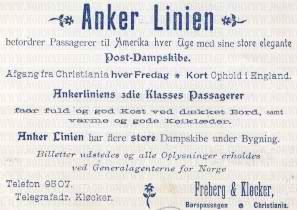 Anker Linien
befordrer Passagerer til Amerika hver Uge med sine store elegante
Post-Dampskibe.
Afgang fra Christiania hver Fredag * Kort Ophold i England.
Ankerliniens 3die Klasses Passagerer
faar fuld og god Kost ved dækket Bord, samt
varme og gode Køiklæder.
Anker Linien har flere store Dampskibe under Bygning.
Billetter udstedes og alle Oplysninger erholdes
ved Generalagenterne for Norge
Telefon 9507.
Telegrafadr. Kløcker.
Freberg & Kløcker,
Børspassagen * Christiania.